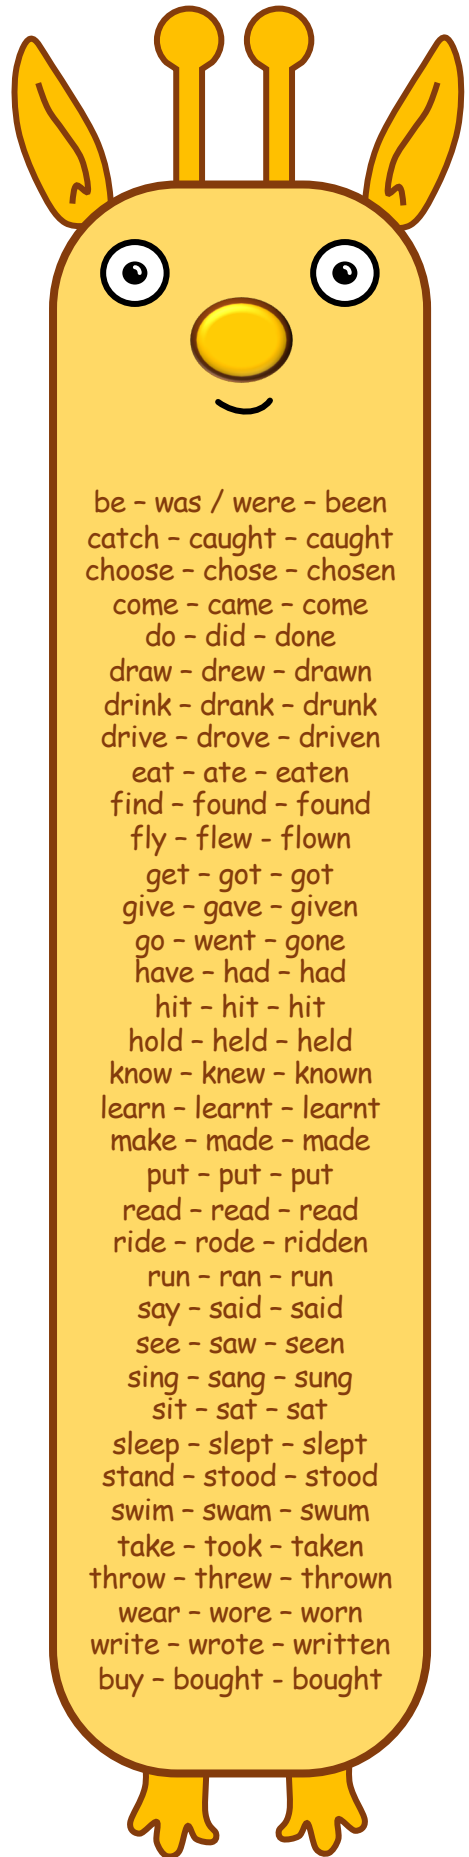 be – was / were – been
catch – caught – caught
choose – chose – chosen
come – came – come
do – did – done
draw – drew – drawn
drink – drank – drunk
drive – drove – driven
eat – ate – eaten
find – found – found
fly – flew - flown
get – got – got
give – gave – given
go – went – gone
have – had – had
hit – hit – hit
hold – held – held
know – knew – known
learn – learnt – learnt
make – made – made
put – put – put
read – read – read
ride – rode – ridden
run – ran – run
say – said – said
see – saw – seen
sing – sang – sung
sit – sat – sat
sleep – slept – slept
stand – stood – stood
swim – swam – swum
take – took – taken
throw – threw – thrown
wear – wore – worn
write – wrote – written
buy – bought - bought